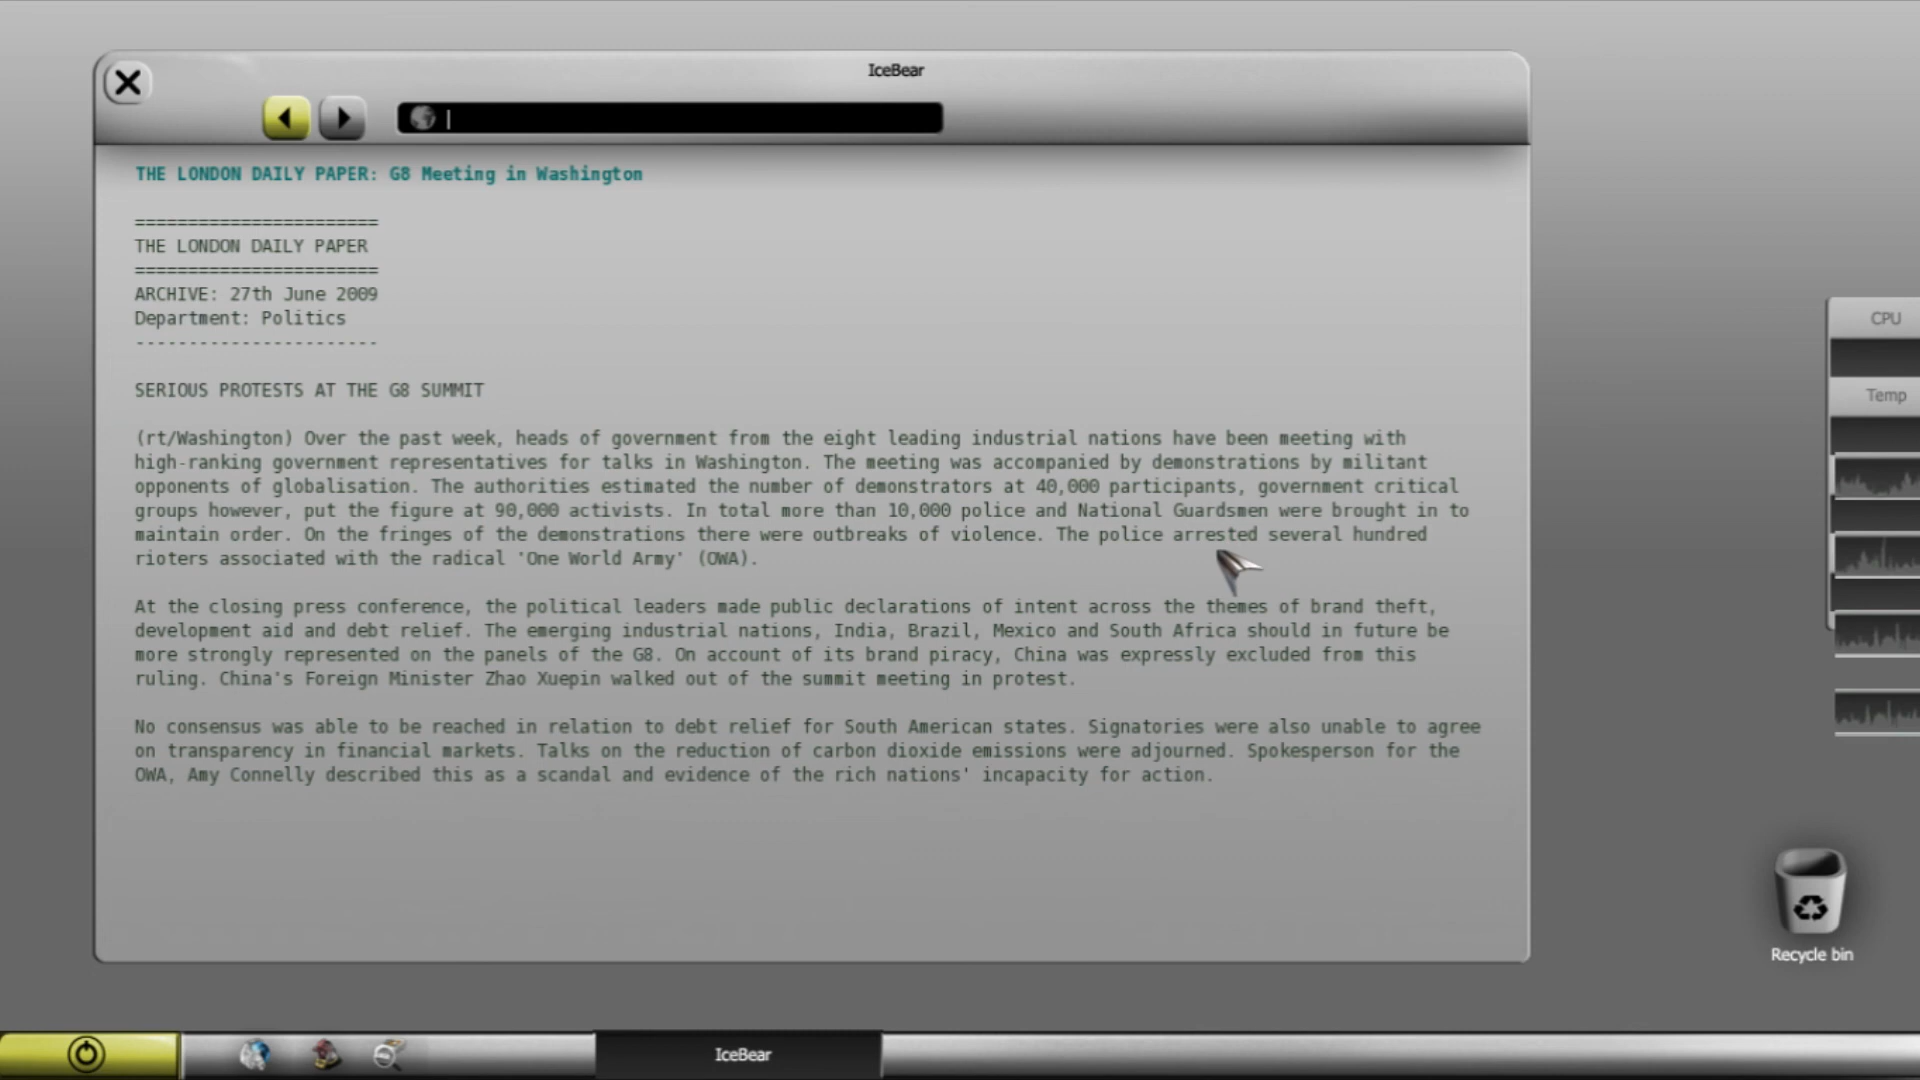 IceBear
THE LONDON DAILY PAPER: G8 Meeting in Washington
=======================
THE LONDON DAILY PAPER
=======================
ARCHIVE: 27th June 2009
Department: Politics
-----------------------
SERIOUS PROTESTS AT THE G8 SUMMIT
(rt/Washington) Over the past week, heads of government from the eight leading industrial nations have been meeting with
high-ranking government representatives for talks in Washington. The meeting was accompanied by demonstrations by militant
opponents of globalisation. The authorities estimated the number of demonstrators at 40,000 participants, government critical
groups however, put the figure at 90,000 activists. In total more than 10,000 police and National Guardsmen were brought in to
maintain order. On the fringes of the demonstrations there were outbreaks of violence. The police arrested several hundred
rioters associated with the radical 'One World Army' (OWA).
At the closing press conference, the political leaders made public declarations of intent across the themes of brand theft,
development aid and debt relief. The emerging industrial nations, India, Brazil, Mexico and South Africa should in future be
more strongly represented on the panels of the G8. On account of its brand piracy, China was expressly excluded from this
ruling. China's Foreign Minister Zhao Xuepin walked out of the summit meeting in protest.
No consensus was able to be reached in relation to debt relief for South American states. Signatories were also unable to agree
on transparency in financial markets. Talks on the reduction of carbon dioxide emissions were adjourned. Spokesperson for the
OWA, Amy Connelly described this as a scandal and evidence of the rich nations' incapacity for action.
CPU
Temp
Recycle bin
IceBear